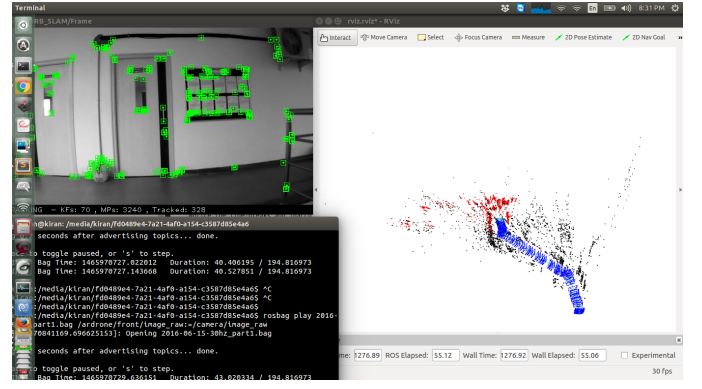 Terminal
En
8:31 PM
RB_SLAM/Frame
rviz.rviz* - RViz
Interact
Move Camera
Select
Focus Camera
Measure
2D Pose Estimate
2D Nav Goal
NG - KFs: 70 , MPs: 3240 , Tracked: 328
n@kiran: /media/kiran/fd0489e4-7a21-4af0-a154-c3587d85e4a6
seconds after advertising topics... done.
to toggle paused, or 's' to step.
Bag Time: 1465970727.022012 Duration: 40.406195 / 194.816973
Bag Time: 1465970727.143668 Duration: 40.527851 / 194.816973
:/media/kiran/fd0489e4-7a21-4af0-a154-c3587d85e4a6$ ^C
:/media/kiran/fd0489e4-7a21-4af0-a154-c3587d85e4a6$ ^C
:/media/kiran/fd0489e4-7a21-4af0-a154-c3587d85e4a6$
:/media/kiran/fd0489e4-7a21-4af0-a154-c3587d85e4a6$ rosbag play 2016-
part1.bag /ardrone/front/image_raw:=/camera/image_raw
70841169.696625153]: Opening 2016-06-15-30hz_part1.bag
seconds after advertising topics... done.
to toggle paused, or 's' to step.
Bag Time: 1465970729.636151 Duration: 43.020334 / 194.816973
me: 1276.89 ROS Elapsed: 55.12 Wall Time: 1276.92 Wall Elapsed: 55.06 Experimental
30 fps